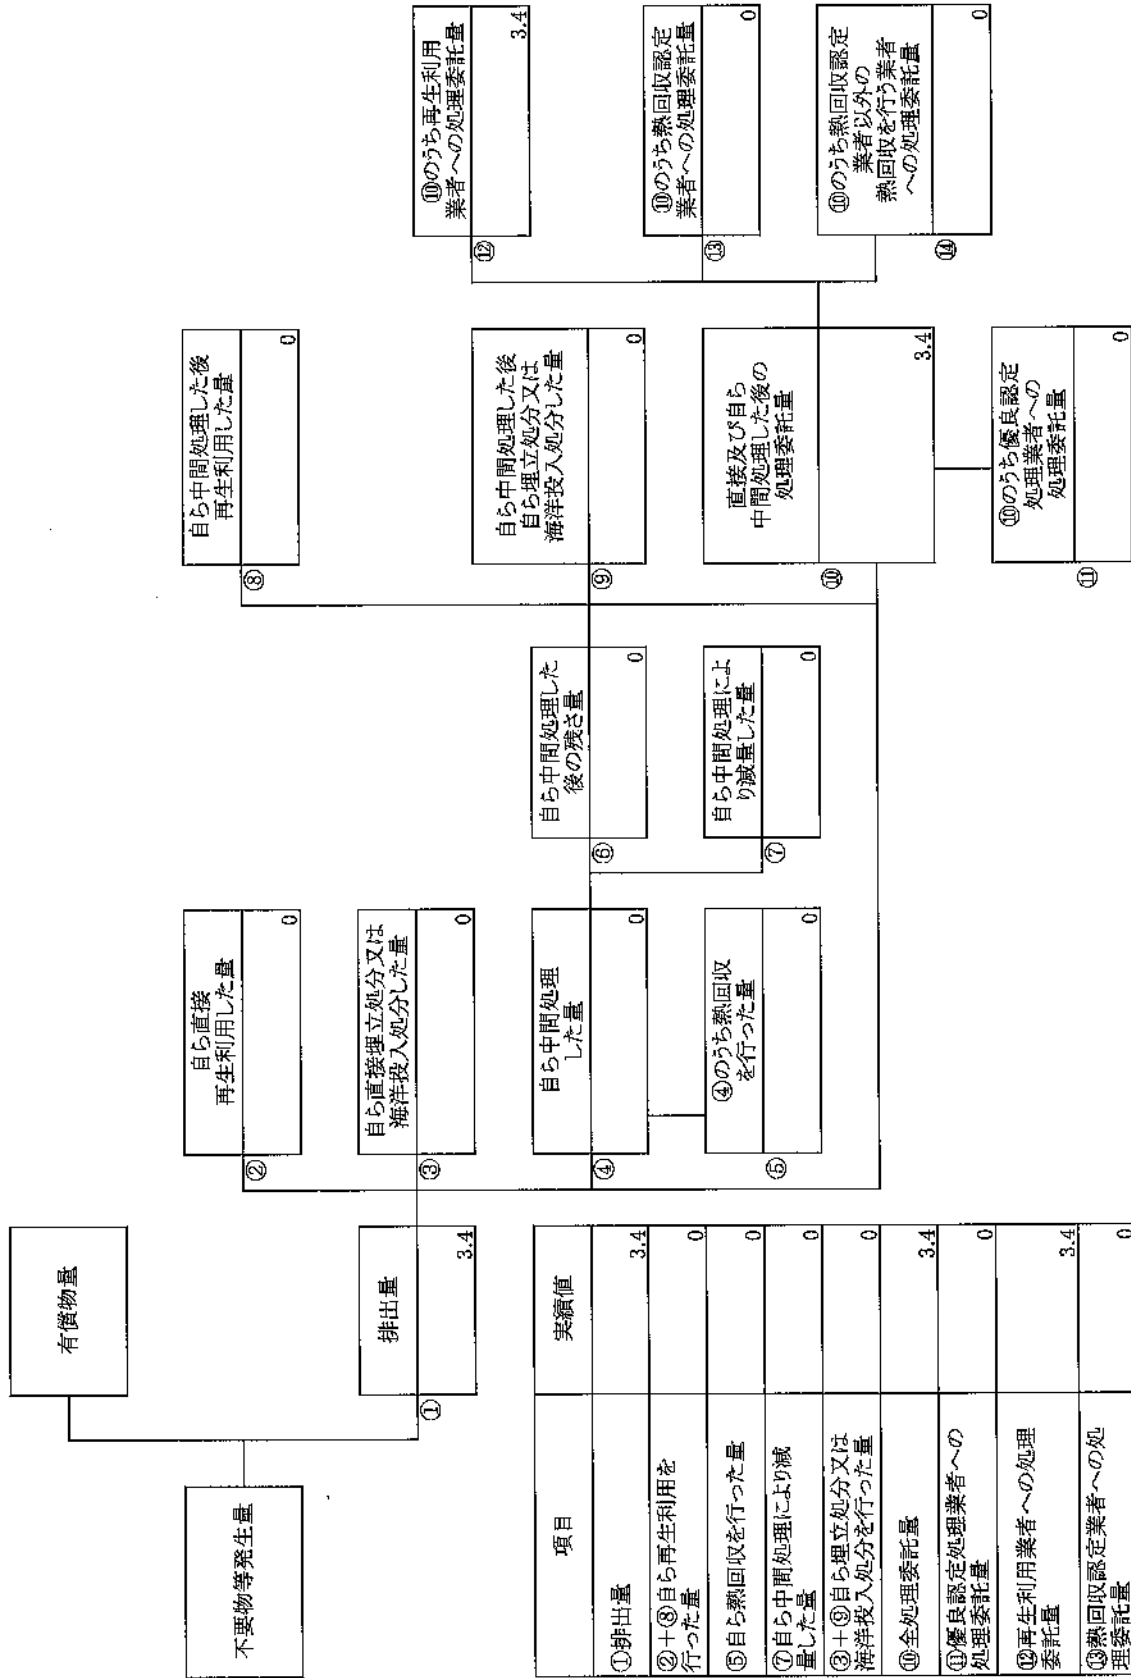 不要物等発生量
有償物量
排出量
①
3.4
自ら直接
再生利用した量
②
0
自ら直接埋立処分又は
海洋投入処分した量
③
0
自ら中間処理
した量
④
0
④のうち熱回収
を行った量
⑤
0
自ら中間処理した
後の残さ量
⑥
0
自ら中間処理によ
り減量した量
⑦
0
自ら中間処理した後
再生利用した量
⑧
0
自ら中間処理した後
自ら埋立処分又は
海洋投入処分した量
⑨
0
直接及び自ら
中間処理した後の
処理委託量
⑩
3.4
⑩のうち優良認定
処理業者への
処理委託量
⑪
0
⑩のうち再生利用
業者への処理委託量
⑫
3.4
⑩のうち熱回収認定
業者への処理委託量
⑬
0
⑩のうち熱回収認定
業者以外の
熱回収を行う業者
への処理委託量
⑭
0
項目 実績値
①排出量 3.4
②+⑧自ら再生利用を
行った量 0
⑤自ら熱回収を行った量 0
⑦自ら中間処理により減
量した量 0
③+⑨自ら埋立処分又は
海洋投入処分を行った量 0
⑩全処理委託量 3.4
⑪優良認定処理業者への
処理委託量 0
⑫再生利用業者への処理
委託量 3.4
⑬熱回収認定業者への処
理委託量 0